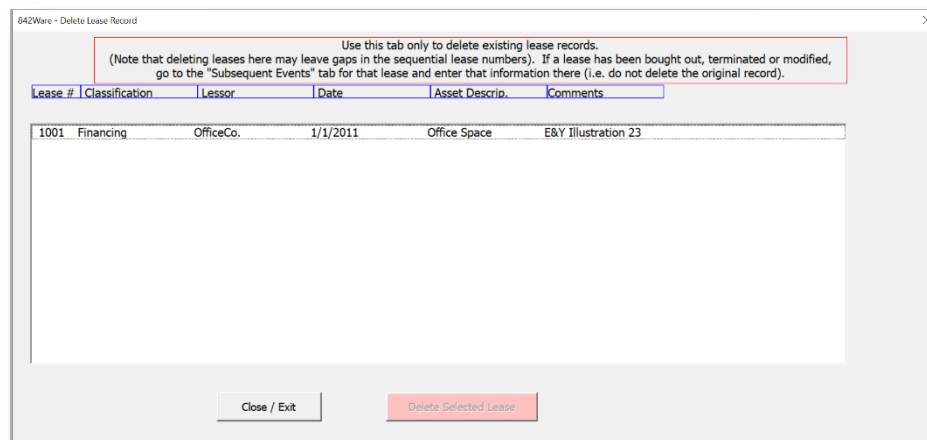 842Ware - Delete Lease Record
Use this tab only to delete existing lease records.
(Note that deleting leases here may leave gaps in the sequential lease numbers). If a lease has been bought out, terminated or modified,
go to the "Subsequent Events" tab for that lease and enter that information there (i.e. do not delete the original record).
Lease # Classification Lessor Date Asset Descrip. Comments
1001 Financing OfficeCo. 1/1/2011 Office Space E&Y Illustration 23
Close / Exit Delete Selected Lease